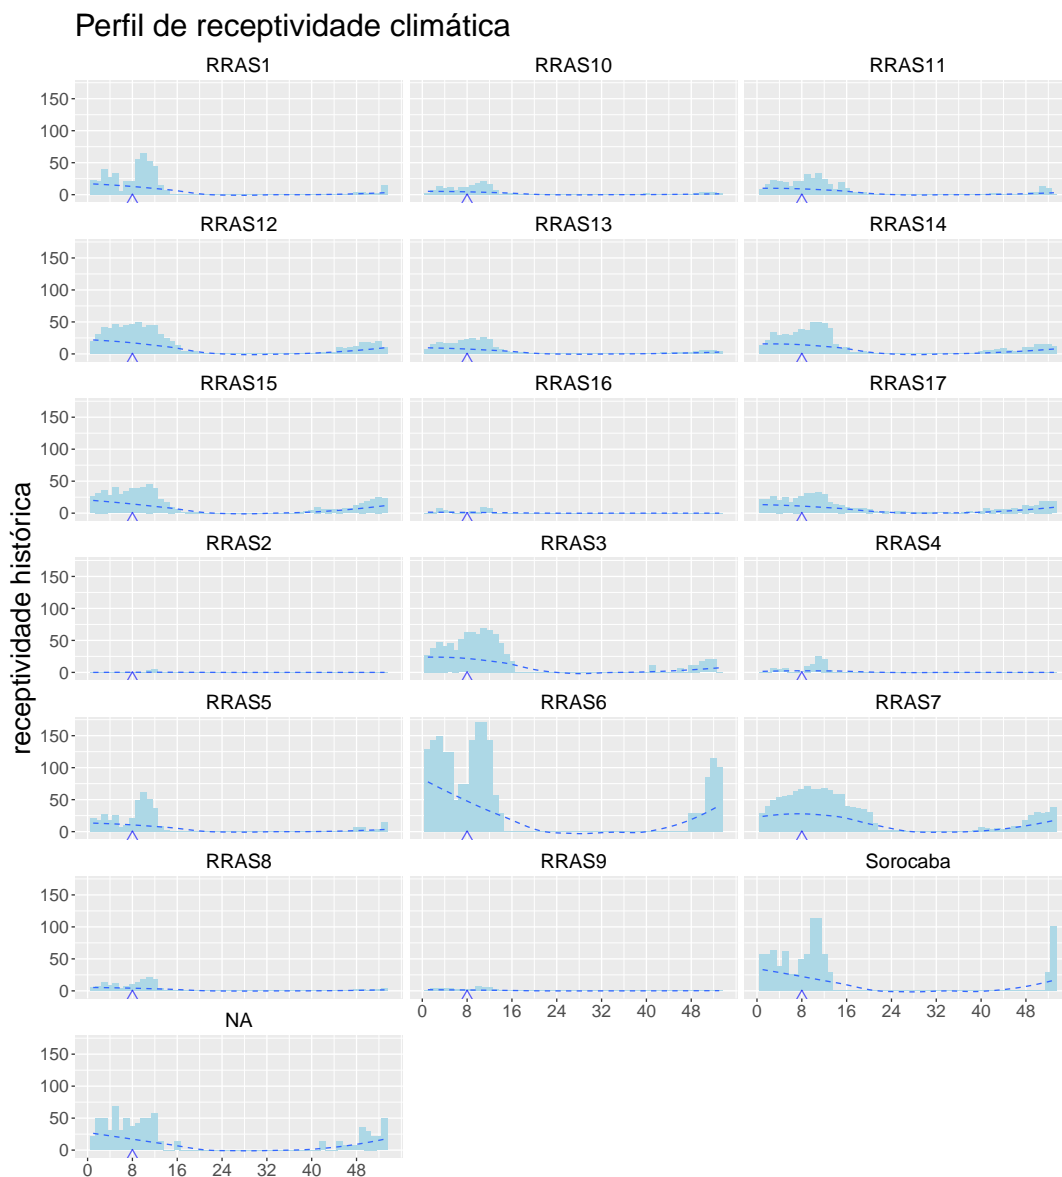 Perfil de receptividade climática
RRAS1 RRAS10 RRAS11
150
100
50
0
RRAS12 RRAS13 RRAS14
150
100
50
0
RRAS15 RRAS16 RRAS17
150
100
50
0
receptividade histórica
RRAS2 RRAS3 RRAS4
150
100
50
0
RRAS5 RRAS6 RRAS7
150
100
50
0
RRAS8 RRAS9 Sorocaba
150
100
50
0
0 8 16 24 32 40 48 0 8 16 24 32 40 48
NA
150
100
50
0
0 8 16 24 32 40 48